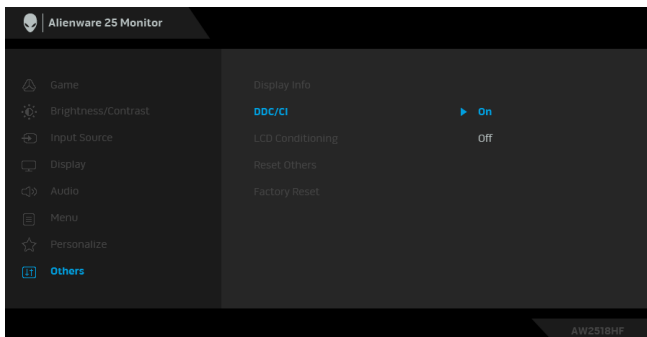 Alienware 25 Monitor
Game
Display Info
Brightness/Contrast
DDC/CI
On
Input Source
LCD Conditioning
Off
Display
Reset Others
Audio
Factory Reset
Menu
Personalize
Others
AW2518HF